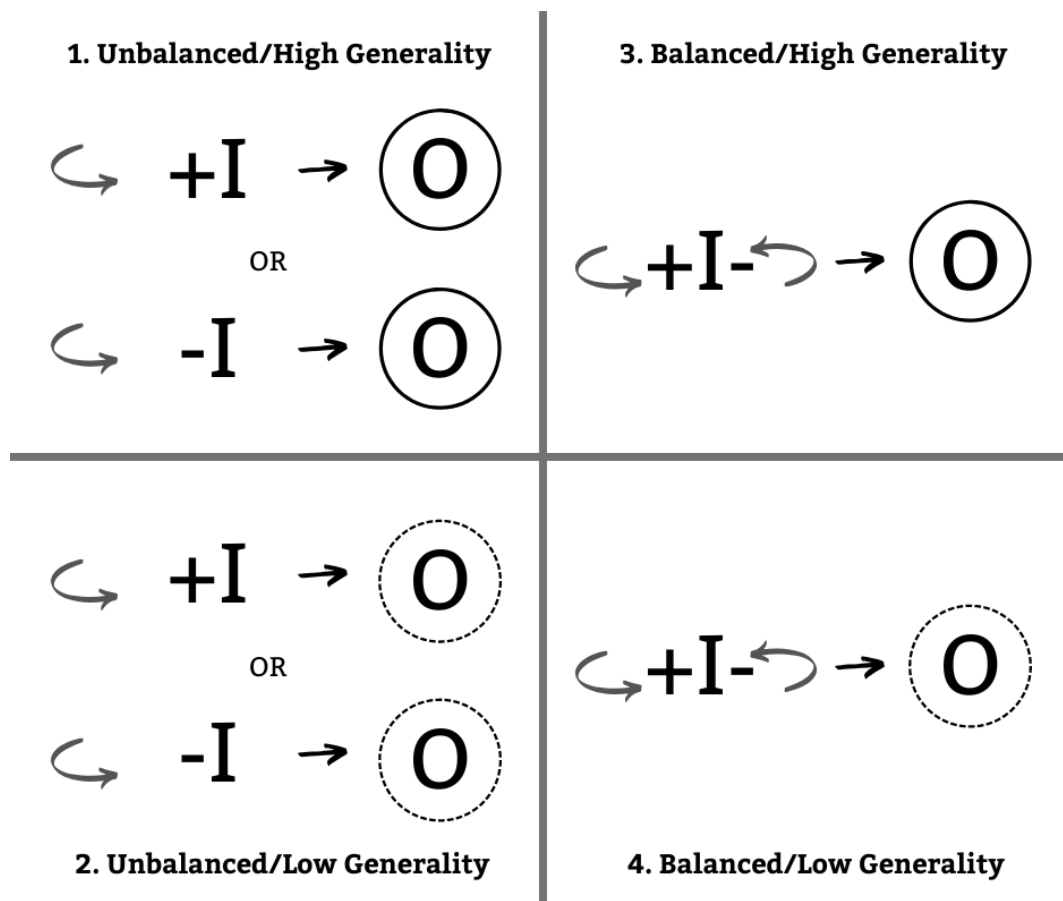 1. Unbalanced/High Generality
+I O
OR
-I O
3. Balanced/High Generality
+I- O
+I O
OR
-I O
2. Unbalanced/Low Generality
+I- O
4. Balanced/Low Generality